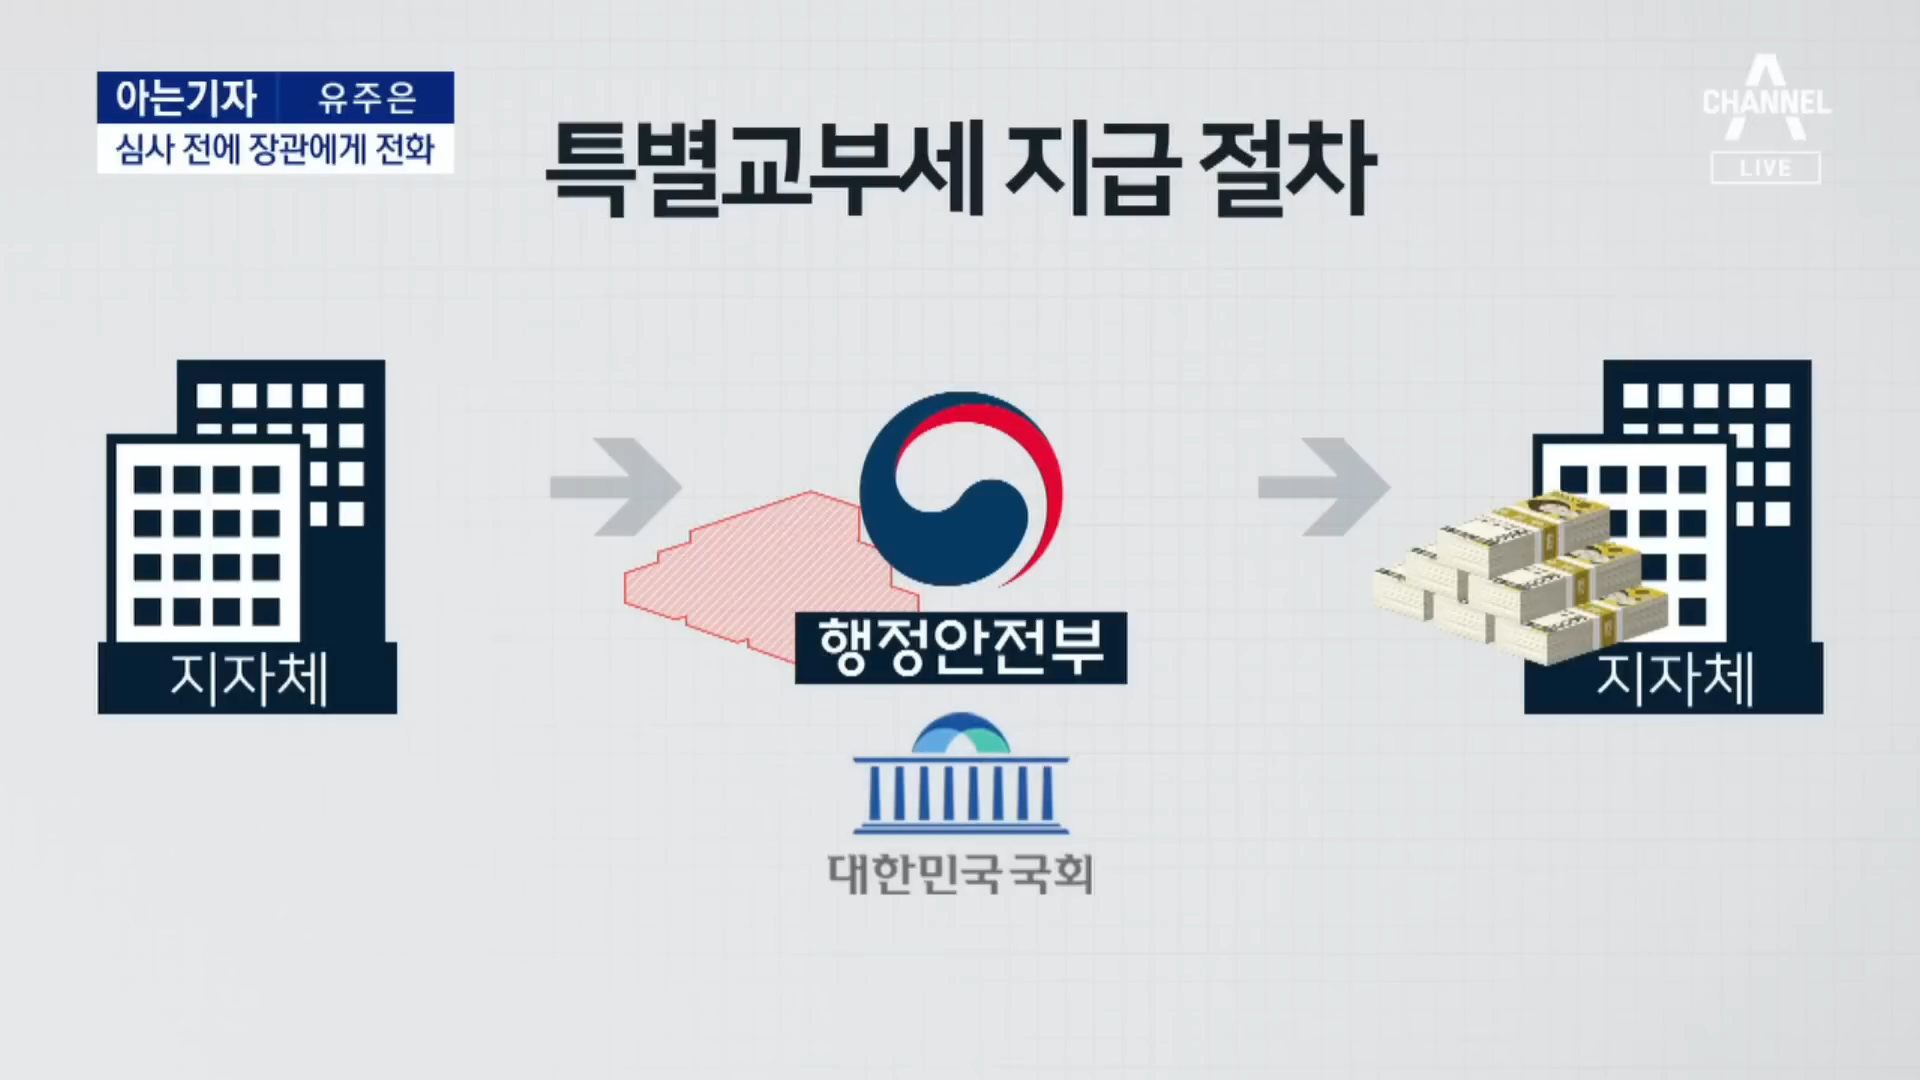 아는기자 유주은
심사 전에 장관에게 전화
CHANNEL A
LIVE
특별교부세 지급 절차
지자체
행정안전부
대한민국국회
지자체